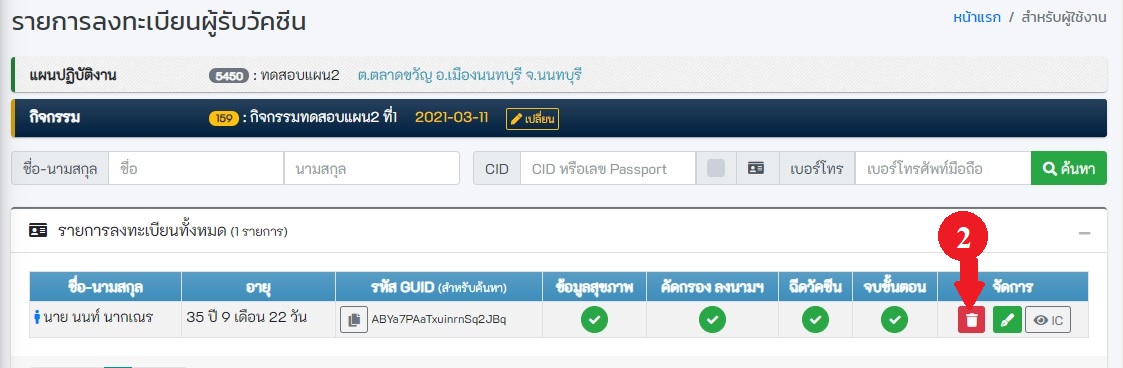 รายการลงทะเบียนผู้รับวัคซีน
หน้าแรก / สำหรับผู้ใช้งาน
แผนปฏิบัติงาน 5450 : ทดสอบแผน2 ต.ตลาดขวัญ อ.เมืองนนทบุรี จ.นนทบุรี
กิจกรรม 159 : กิจกรรมทดสอบแผน2 ที่1 2021-03-11 เปลี่ยน
ชื่อ-นามสกุล ชื่อ นามสกุล CID CID หรือเลข Passport เบอร์โทร เบอร์โทรศัพท์มือถือ ค้นหา
รายการลงทะเบียนทั้งหมด (1 รายการ)
2
ชื่อ-นามสกุล อายุ รหัส GUID (สำหรับค้นหา) ข้อมูลสุขภาพ คัดกรอง ลงนามฯ ฉีดวัคซีน จบขั้นตอน จัดการ
นาย นนท์ นากเณร 35 ปี 9 เดือน 22 วัน ABYa7PAaTxuinrnSq2JBq IC